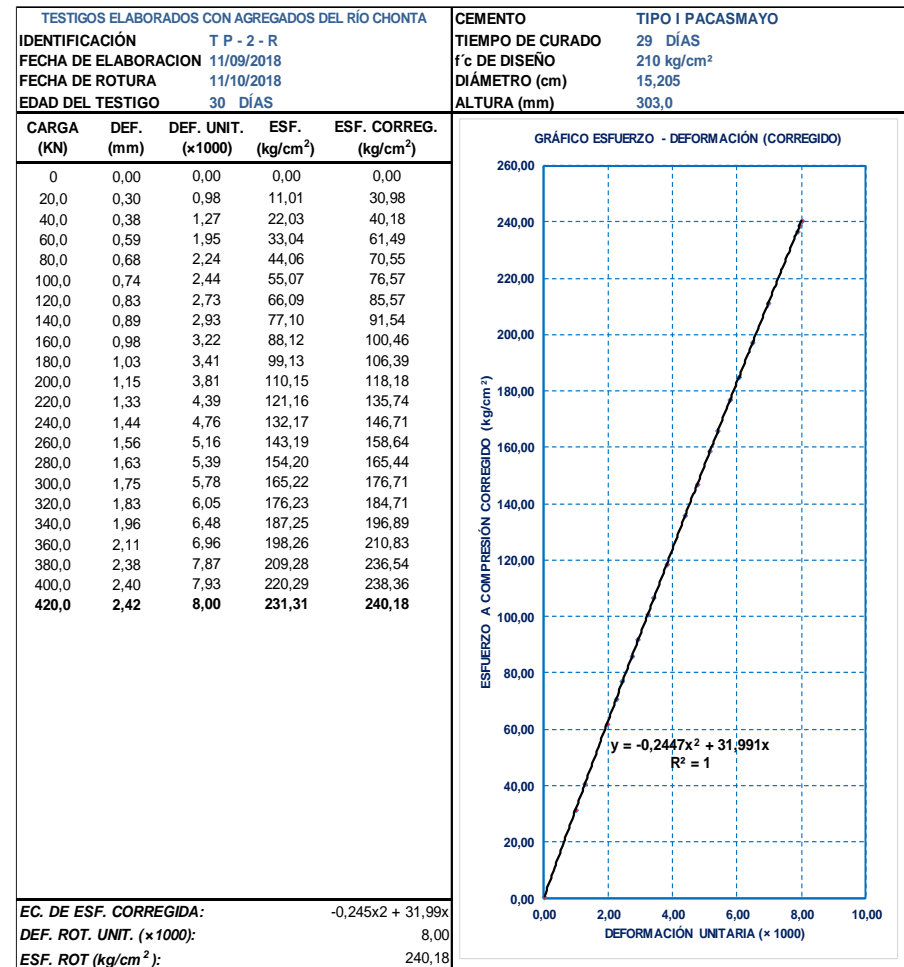 TESTIGOS ELABORADOS CON AGREGADOS DEL RÍO CHONTA
IDENTIFICACIÓN T P - 2 - R
FECHA DE ELABORACION 11/09/2018
FECHA DE ROTURA 11/10/2018
EDAD DEL TESTIGO 30 DÍAS
CEMENTO TIPO I PACASMAYO
TIEMPO DE CURADO 29 DÍAS
f´c DE DISEÑO 210 kg/cm²
DIÁMETRO (cm) 15,205
ALTURA (mm) 303,0
CARGA DEF. DEF. UNIT. ESF. ESF. CORREG.
(KN) (mm) (×1000) (kg/cm²) (kg/cm²)
0 0,00 0,00 0,00 0,00
20,0 0,30 0,98 11,01 30,98
40,0 0,38 1,27 22,03 40,18
60,0 0,59 1,95 33,04 61,49
80,0 0,68 2,24 44,06 70,55
100,0 0,74 2,44 55,07 76,57
120,0 0,83 2,73 66,09 85,57
140,0 0,89 2,93 77,10 91,54
160,0 0,98 3,22 88,12 100,46
180,0 1,03 3,41 99,13 106,39
200,0 1,15 3,81 110,15 118,18
220,0 1,33 4,39 121,16 135,74
240,0 1,44 4,76 132,17 146,71
260,0 1,56 5,16 143,19 158,64
280,0 1,63 5,39 154,20 165,44
300,0 1,75 5,78 165,22 176,71
320,0 1,83 6,05 176,23 184,71
340,0 1,96 6,48 187,25 196,89
360,0 2,11 6,96 198,26 210,83
380,0 2,38 7,87 209,28 236,54
400,0 2,40 7,93 220,29 238,36
420,0 2,42 8,00 231,31 240,18
EC. DE ESF. CORREGIDA: -0,245x2 + 31,99x
DEF. ROT. UNIT. (×1000): 8,00
ESF. ROT (kg/cm²): 240,18
GRÁFICO ESFUERZO - DEFORMACIÓN (CORREGIDO)
ESFUERZO A COMPRESIÓN CORREGIDO (kg/cm²)
260,00
240,00
220,00
200,00
180,00
160,00
140,00
120,00
100,00
80,00
60,00
40,00
20,00
0,00
y = -0,2447x² + 31,991x
R² = 1
0,00 2,00 4,00 6,00 8,00 10,00
DEFORMACIÓN UNITARIA (× 1000)